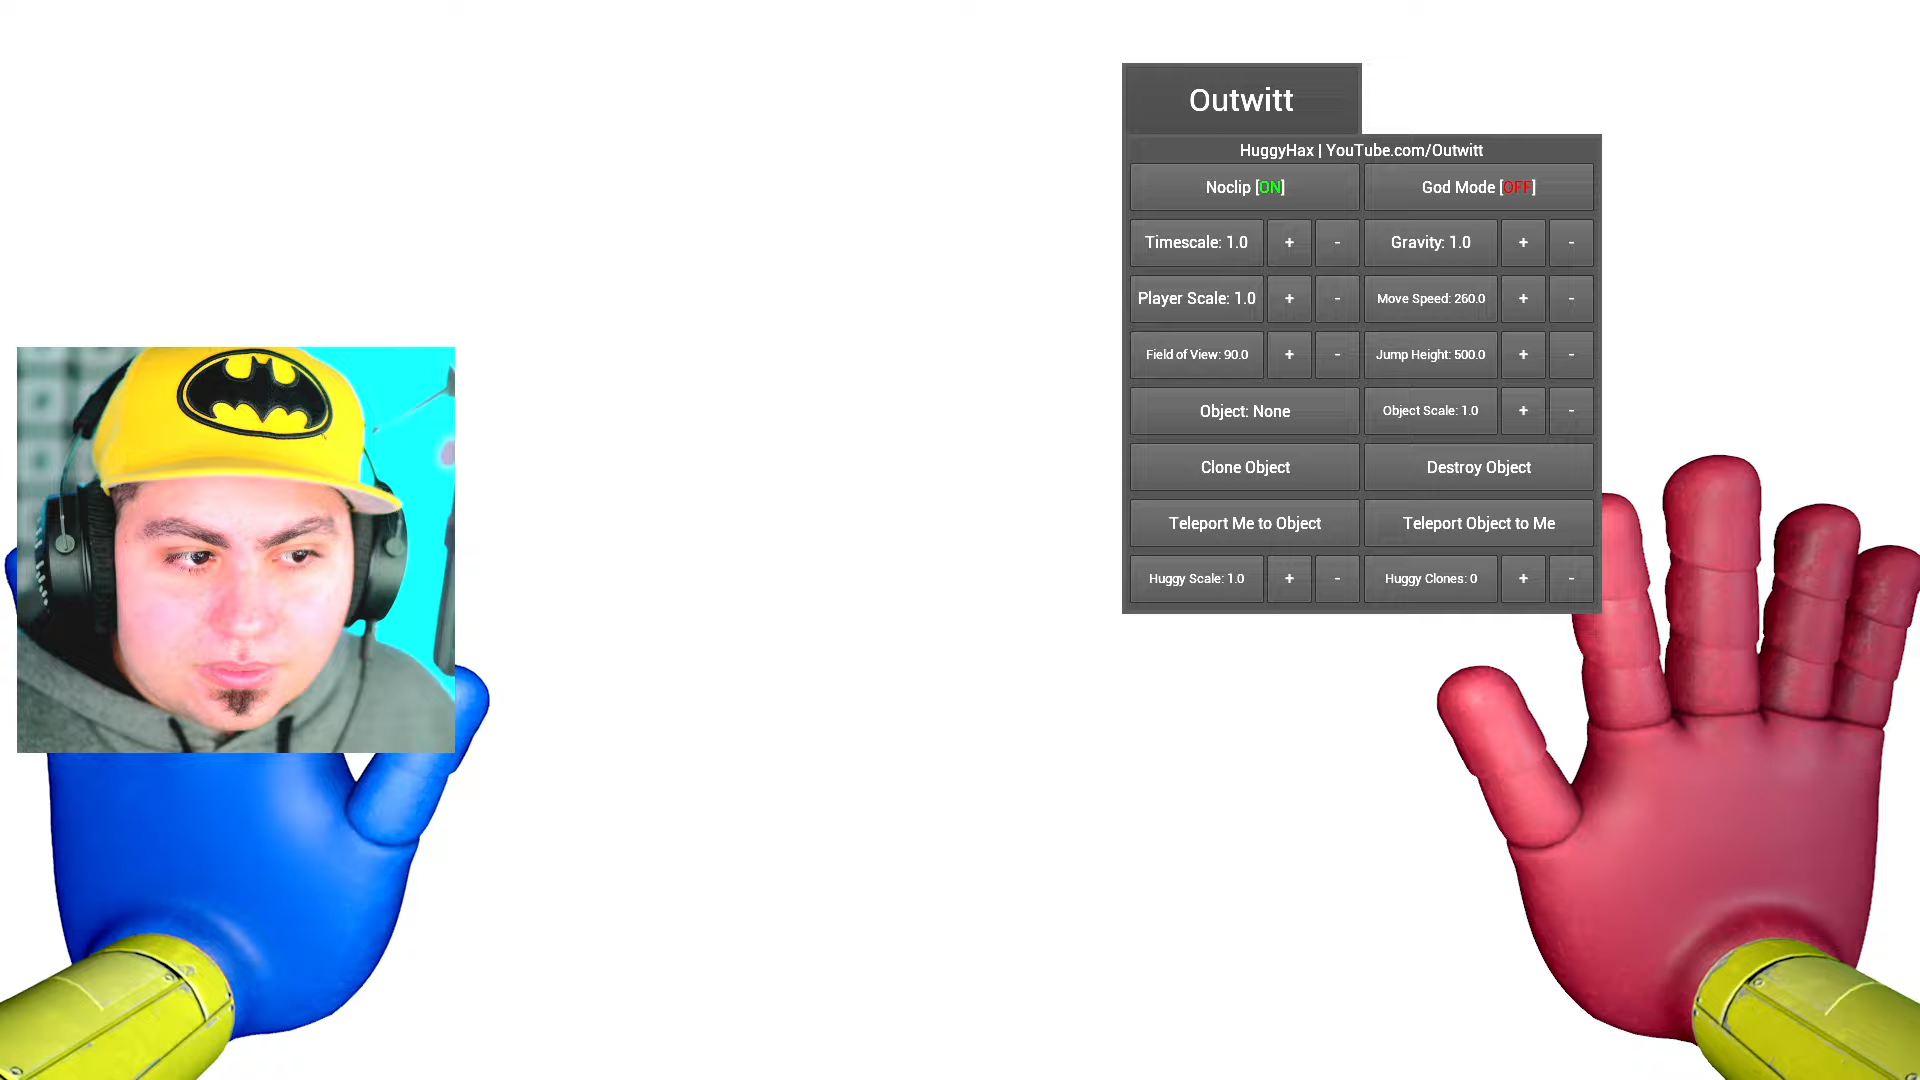 Outwitt
HuggyHax | YouTube.com/Outwitt
Noclip [ON] God Mode [OFF]
Timescale: 1.0 + - Gravity: 1.0 + -
Player Scale: 1.0 + - Move Speed: 260.0 + -
Field of View: 90.0 + - Jump Height: 500.0 + -
Object: None Object Scale: 1.0 + -
Clone Object Destroy Object
Teleport Me to Object Teleport Object to Me
Huggy Scale: 1.0 + - Huggy Clones: 0 + -